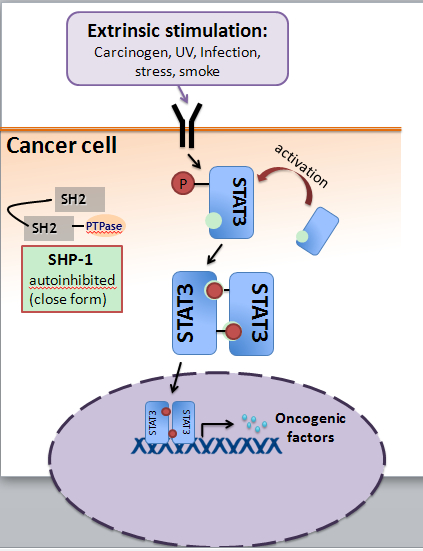 Extrinsic stimulation:
Carcinogen, UV, Infection,
stress, smoke
Cancer cell
activation
P
STAT3
SH2
SH2
PTPase
SHP-1
autoinhibited
(close form)
STAT3
STAT3
STAT3
STAT3
Oncogenic
factors